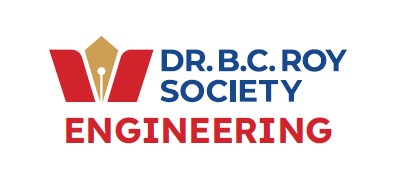 DR. B.C. ROY
SOCIETY
ENGINEERING